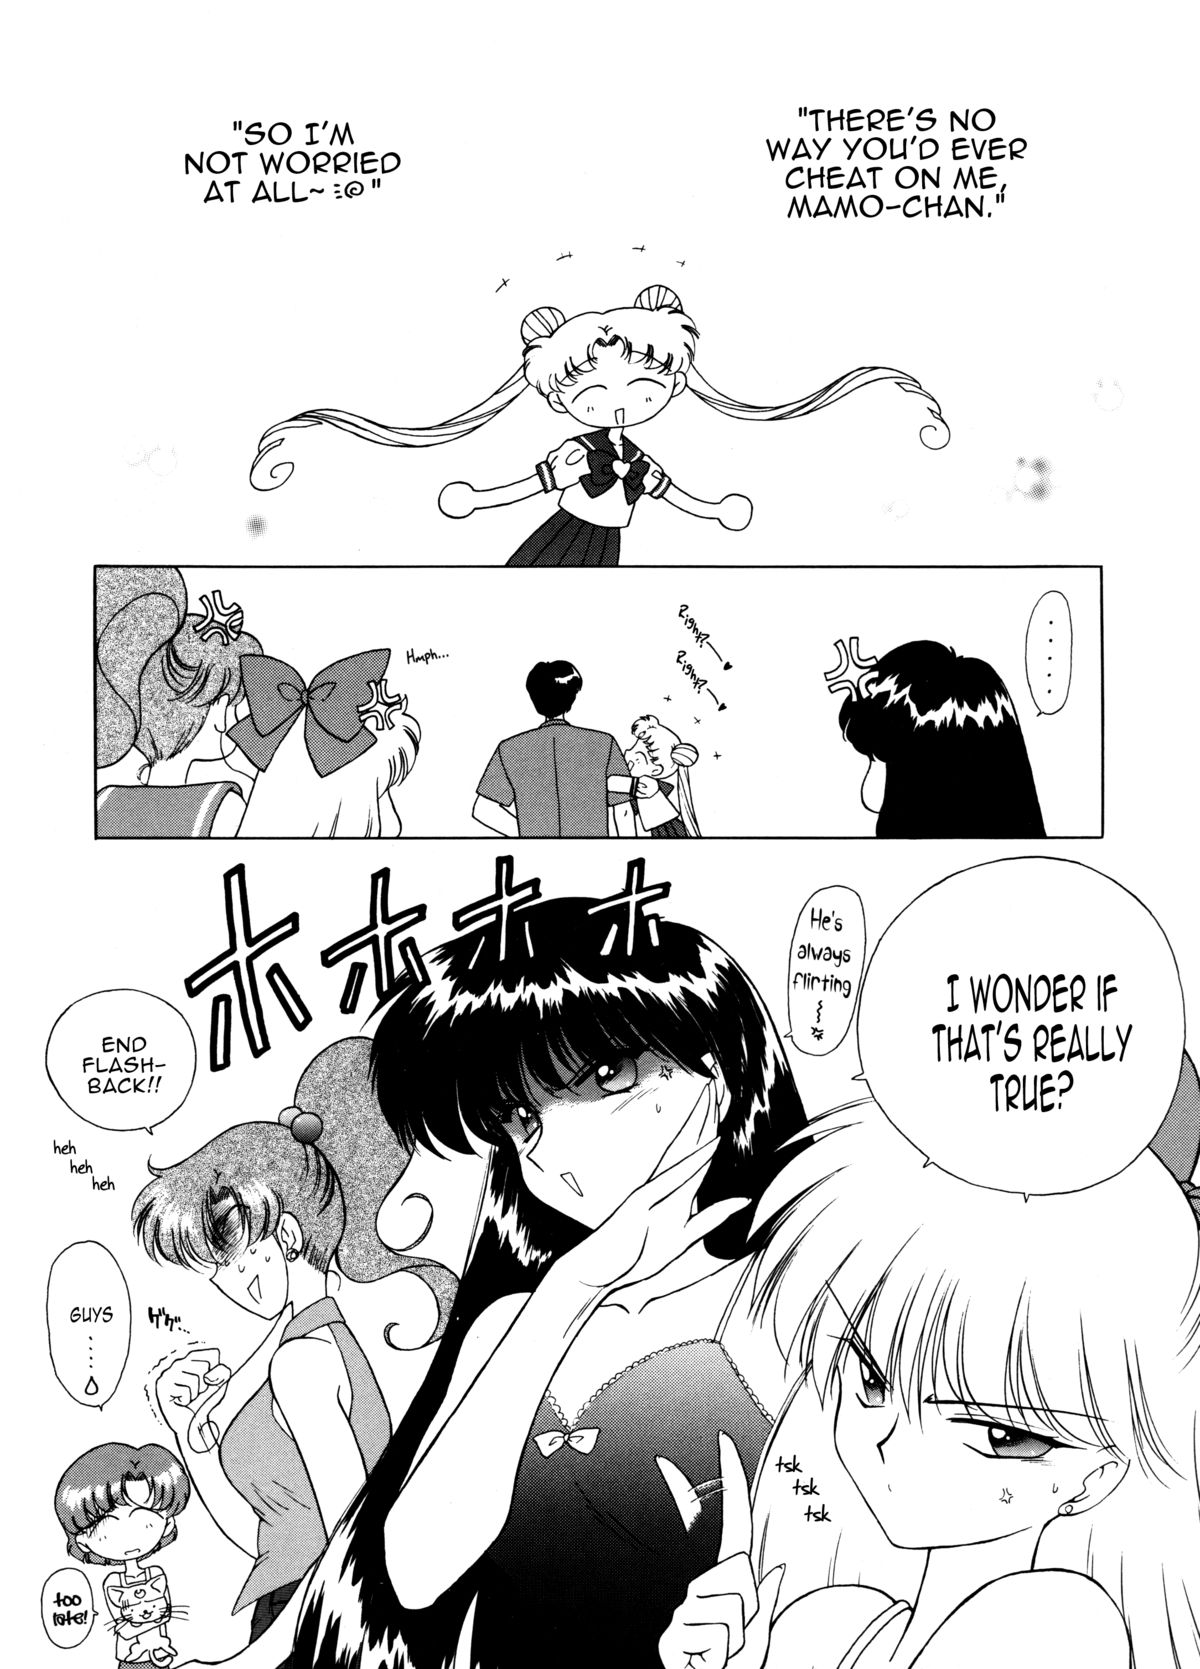 "THERE'S NO
WAY YOU'D EVER
CHEAT ON ME,
MAMO-CHAN."
"SO I'M
NOT WORRIED
AT ALL~ "
. . . . .
Right?
Right?
Hmph...
I WONDER IF
THAT'S REALLY
TRUE?
He's
always
flirting
ホホホホ
END
FLASH-
BACK!!
heh
heh
heh
GUYS
. . . . .
tsk
tsk
tsk
too
late!